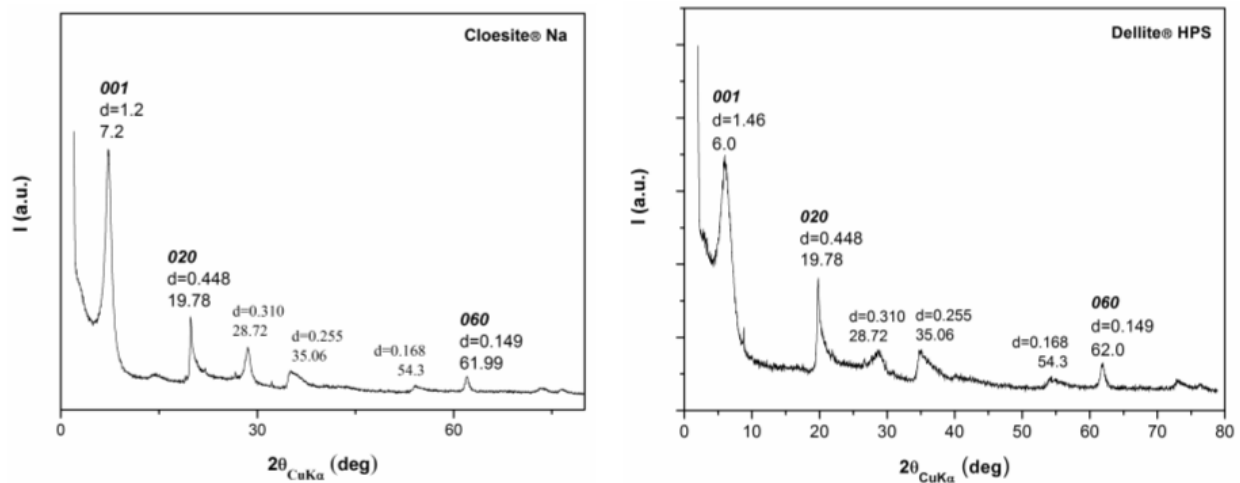 Cloesite® Na
001
d=1.2
7.2
020
d=0.448
19.78
d=0.310
28.72
d=0.255
35.06
d=0.168
54.3
060
d=0.149
61.99
I (a.u.)
0
30
60
2θCuKα (deg)
Dellite® HPS
001
d=1.46
6.0
020
d=0.448
19.78
d=0.310
28.72
d=0.255
35.06
d=0.168
54.3
060
d=0.149
62.0
I (a.u.)
0
10
20
30
40
50
60
70
80
2θCuKα (deg)